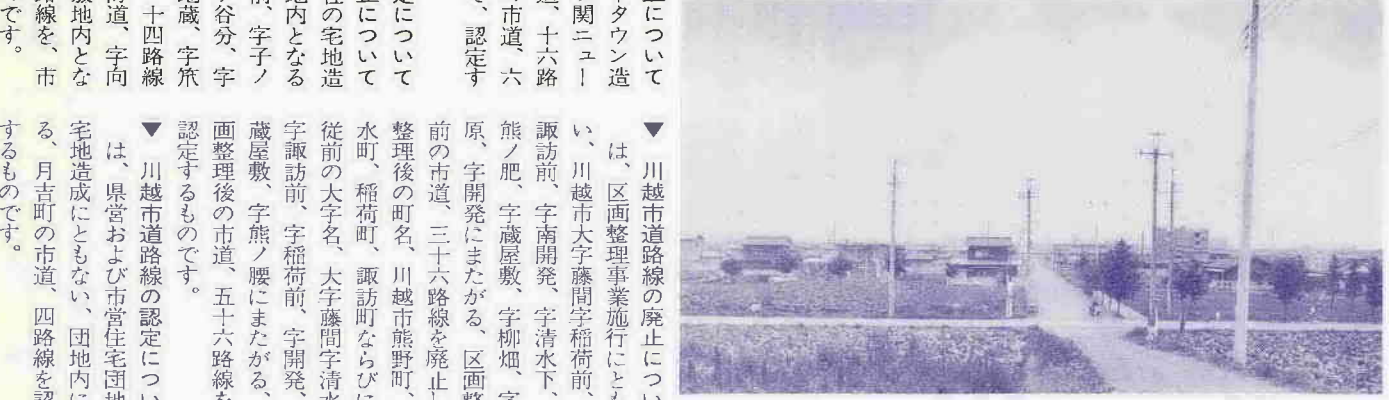 止について
タウン造
関ニュー
道、十六路
市道、六
、認定す
定について
止について
の宅地造
地内となる
前、字子ノ
谷分、字
地蔵、字笊
十四路線
街道、字向
地内とな
路線を、市
です。
▼ 川越市道路線の廃止につい
は、区画整理事業施行にとも
い、川越市大字藤間字稲荷前、
諏訪前、字南開発、字清水下、
熊ノ肥、字蔵屋敷、字柳畑、字
原、字開発にまたがる、区画整
前の市道、三十六路線を廃止し
整理後の町名、川越市熊野町、
水町、稲荷町、諏訪町ならびに
従前の大字名、大字藤間字清水
字諏訪前、字稲荷前、字開発、
蔵屋敷、字熊ノ腰にまたがる、
画整理後の市道、五十六路線を
認定するものです。
▼ 川越市道路線の認定につい
は、県営および市営住宅団地
宅地造成にともない、団地内に
る、月吉町の市道、四路線を認
するものです。